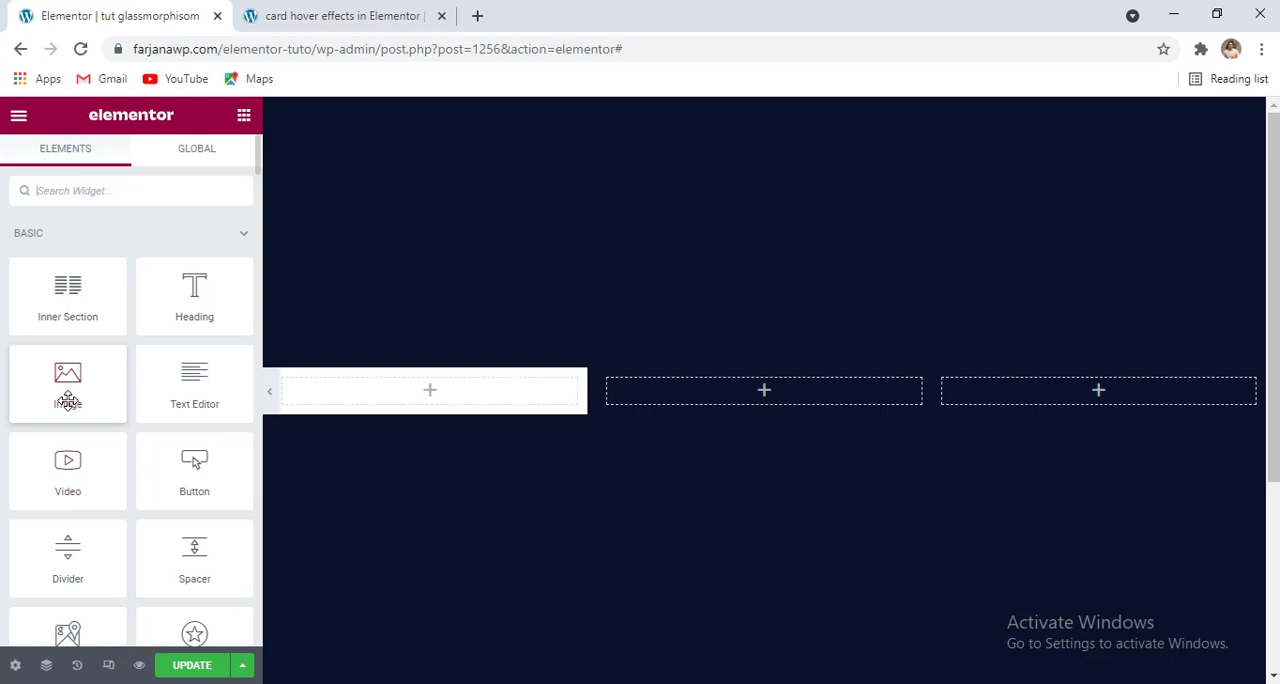 Elementor | tut glassmorphisom
card hover effects in Elementor |
farjanawp.com/elementor-tuto/wp-admin/post.php?post=1256&action=elementor#
Apps
Gmail
YouTube
Maps
Reading list
elementor
ELEMENTS
GLOBAL
Search Widget...
BASIC
Inner Section
Heading
Image
Text Editor
Video
Button
Divider
Spacer
UPDATE
Activate Windows
Go to Settings to activate Windows.